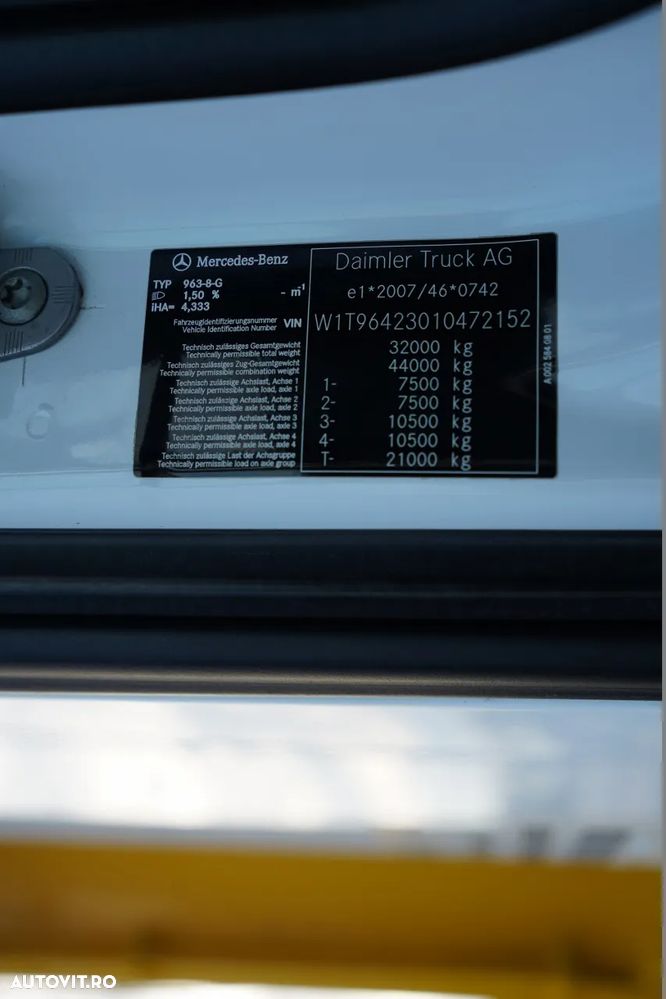 Mercedes-Benz
TYP 963-8-G
1,50 % - m⁻¹
iHA= 4,333
Daimler Truck AG
e1*2007/46*0742
Fahrzeugidentifizierungsnummer
Vehicle Identification Number VIN W1T96423010472152
Technisch zulässiges Gesamtgewicht
Technically permissible total weight 32000 kg
Technisch zulässiges Zug-Gesamtgewicht
Technically permissible combination weight 44000 kg
Technisch zulässige Achslast, Achse 1
Technically permissible axle load, axle 1 1- 7500 kg
Technisch zulässige Achslast, Achse 2
Technically permissible axle load, axle 2 2- 7500 kg
Technisch zulässige Achslast, Achse 3
Technically permissible axle load, axle 3 3- 10500 kg
Technisch zulässige Achslast, Achse 4
Technically permissible axle load, axle 4 4- 10500 kg
Technisch zulässige Last der Achsgruppe
Technically permissible load on axle group T- 21000 kg
A 002 584 08 01
AUTOVIT.RO